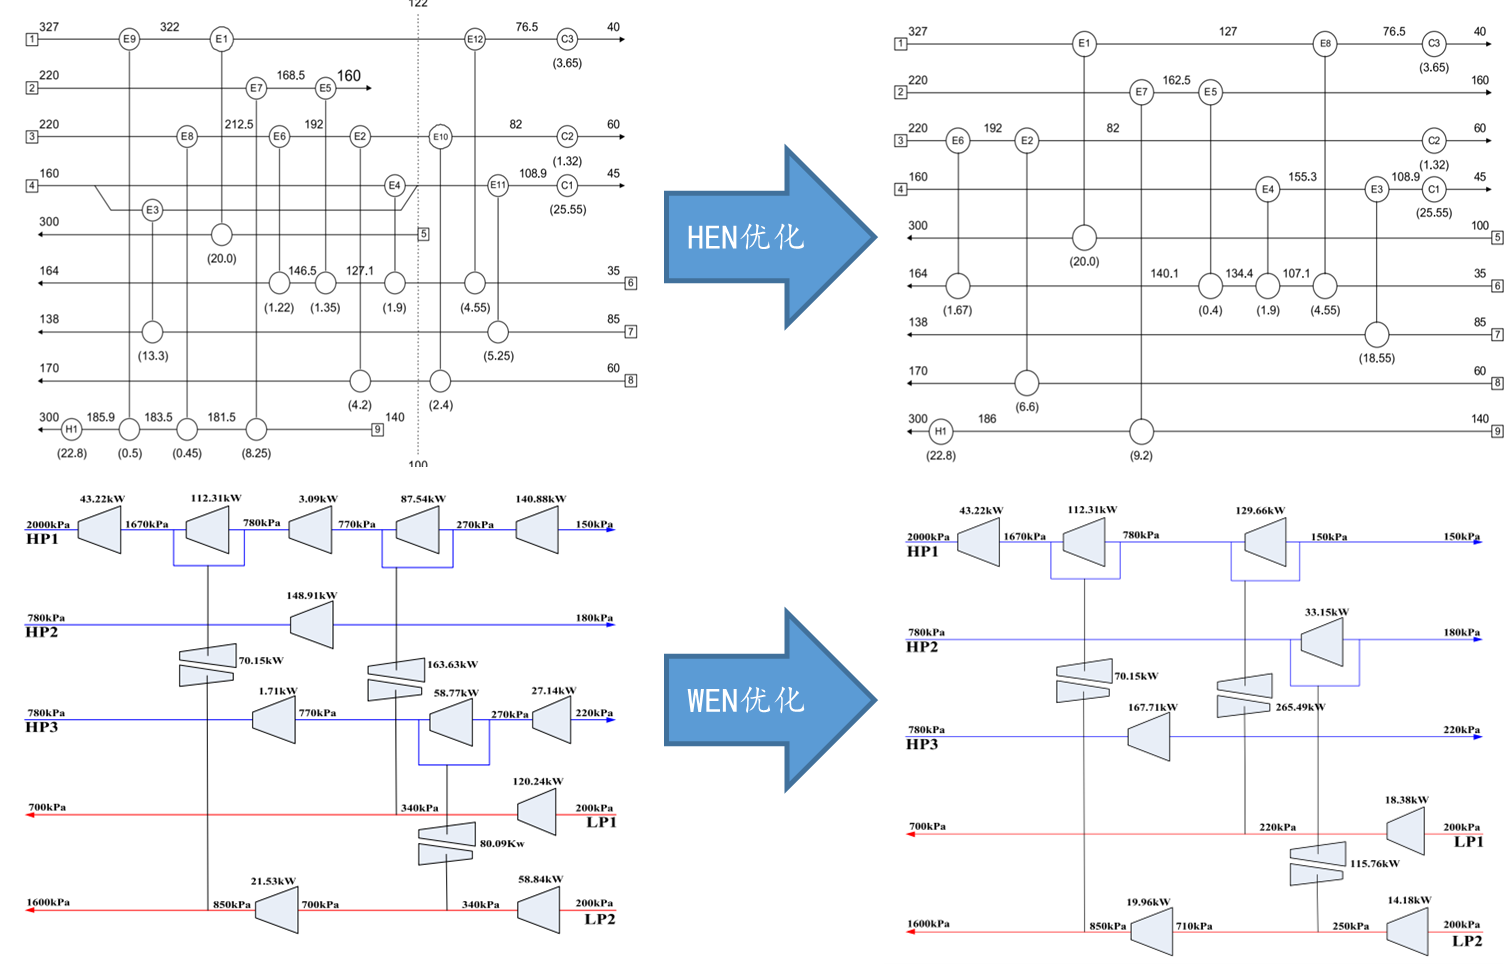 122
327 E9 322 E1 E12 76.5 C3 40
1
(3.65)
220 E7 168.5 E5 160
2
220 E8 212.5 E6 192 E2 E10 82 C2 60
3
(1.32)
160 E4 E11 108.9 C1 45
4
E3 (25.55)
300 5
(20.0)
164 146.5 127.1 35
6
(1.22) (1.35) (1.9) (4.55)
138 85
7
(13.3) (5.25)
170 60
8
(4.2) (2.4)
300 H1 185.9 183.5 181.5 140
9
(22.8) (0.5) (0.45) (8.25)
100
HEN优化
327 E1 127 E8 76.5 C3 40
1
(3.65)
220 E7 162.5 E5 160
2
220 E6 192 E2 82 C2 60
3
(1.32)
160 E4 155.3 E3 108.9 C1 45
4
(25.55)
300 100
5
(20.0)
164 140.1 134.4 107.1 35
6
(1.67) (0.4) (1.9) (4.55)
138 85
7
(18.55)
170 60
8
(6.6)
300 H1 186 140
9
(22.8) (9.2)
43.22kW 112.31kW 3.09kW 87.54kW 140.88kW
2000kPa 1670kPa 780kPa 770kPa 270kPa 150kPa
HP1
148.91kW
780kPa 180kPa
HP2
70.15kW 163.63kW
1.71kW 58.77kW 27.14kW
780kPa 770kPa 270kPa 220kPa
HP3
120.24kW
700kPa 340kPa 200kPa
LP1
80.09Kw
21.53kW 58.84kW
1600kPa 850kPa 700kPa 340kPa 200kPa
LP2
WEN优化
43.22kW 112.31kW 129.66kW
2000kPa 1670kPa 780kPa 150kPa 150kPa
HP1
33.15kW
780kPa 180kPa
HP2
70.15kW 265.49kW
167.71kW
780kPa 220kPa
HP3
18.38kW
700kPa 220kPa 200kPa
LP1
115.76kW
19.96kW 14.18kW
1600kPa 850kPa 710kPa 250kPa 200kPa
LP2